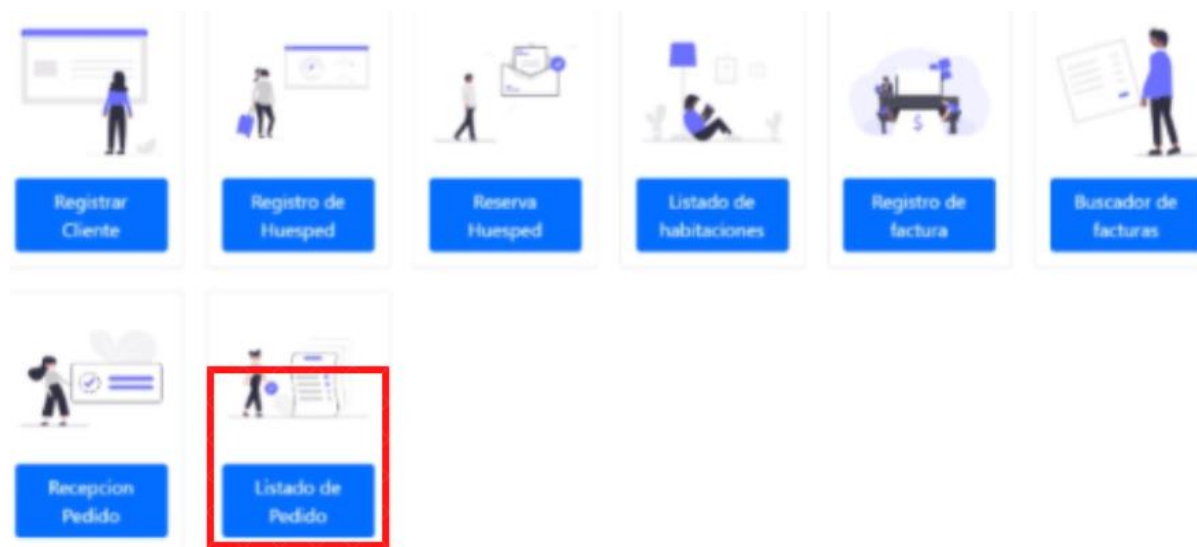 Registrar
Cliente
Registro de
Huesped
Reserva
Huesped
Listado de
habitaciones
Registro de
factura
Buscador de
facturas
Recepcion
Pedido
Listado de
Pedido